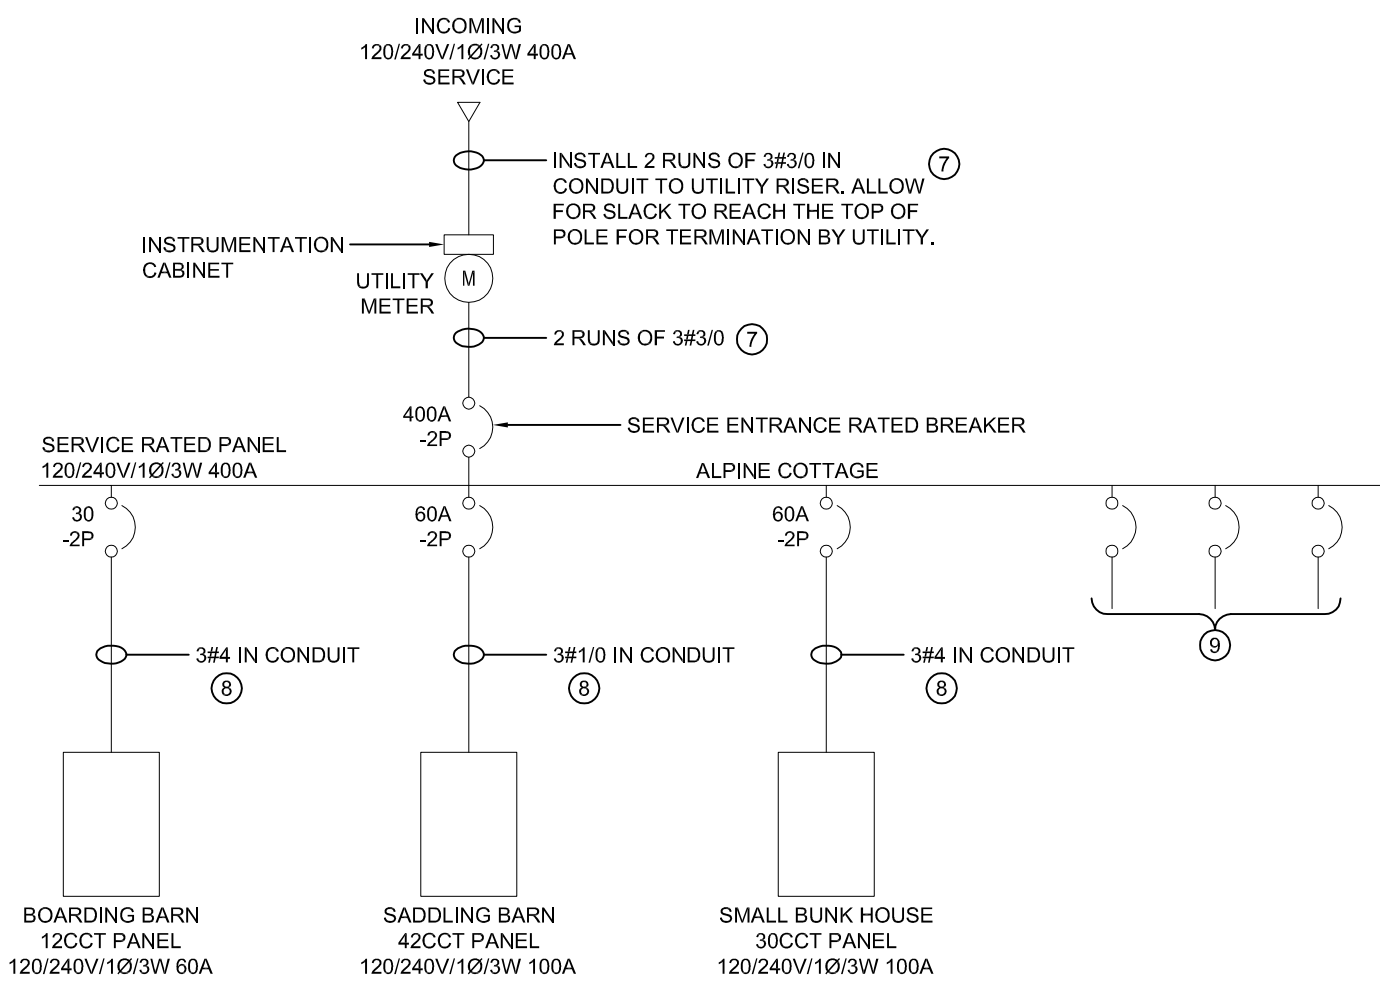 INCOMING
120/240V/1Ø/3W 400A
SERVICE
INSTALL 2 RUNS OF 3#3/0 IN
CONDUIT TO UTILITY RISER. ALLOW
FOR SLACK TO REACH THE TOP OF
POLE FOR TERMINATION BY UTILITY.
7
INSTRUMENTATION
CABINET
UTILITY
METER
M
2 RUNS OF 3#3/0
7
400A
-2P
SERVICE ENTRANCE RATED BREAKER
SERVICE RATED PANEL
120/240V/1Ø/3W 400A
ALPINE COTTAGE
30
-2P
60A
-2P
60A
-2P
3#4 IN CONDUIT
8
3#1/0 IN CONDUIT
8
3#4 IN CONDUIT
8
9
BOARDING BARN
12CCT PANEL
120/240V/1Ø/3W 60A
SADDLING BARN
42CCT PANEL
120/240V/1Ø/3W 100A
SMALL BUNK HOUSE
30CCT PANEL
120/240V/1Ø/3W 100A